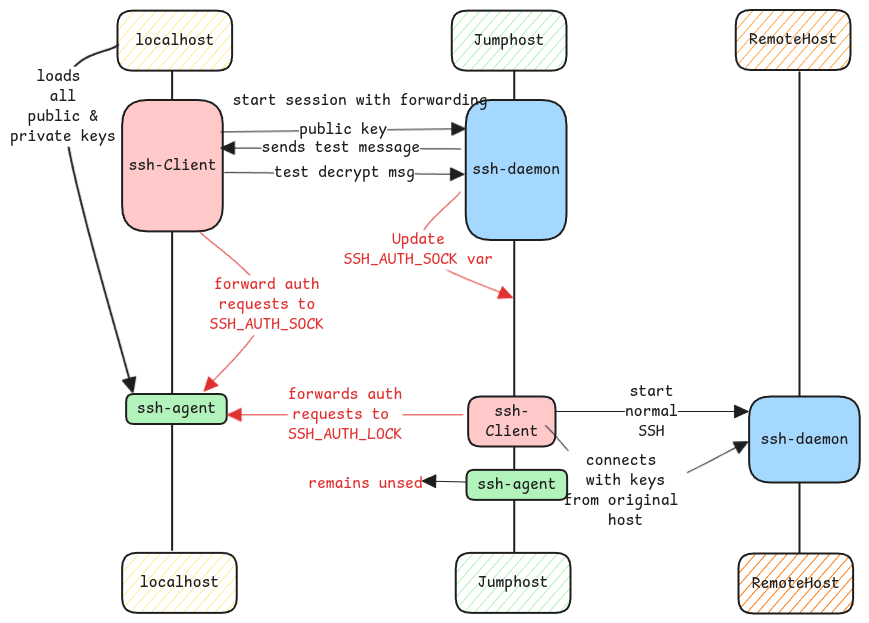 localhost
Jumphost
RemoteHost
loads
all
public &
private keys
start session with forwarding
public key
sends test message
test decrypt msg
ssh-Client
ssh-daemon
Update
SSH_AUTH_SOCK var
forward auth
requests to
SSH_AUTH_SOCK
ssh-agent
forwards auth
requests to
SSH_AUTH_LOCK
ssh-
Client
start
normal
SSH
ssh-daemon
connects
with keys
from original
host
remains unsed
ssh-agent
localhost
Jumphost
RemoteHost